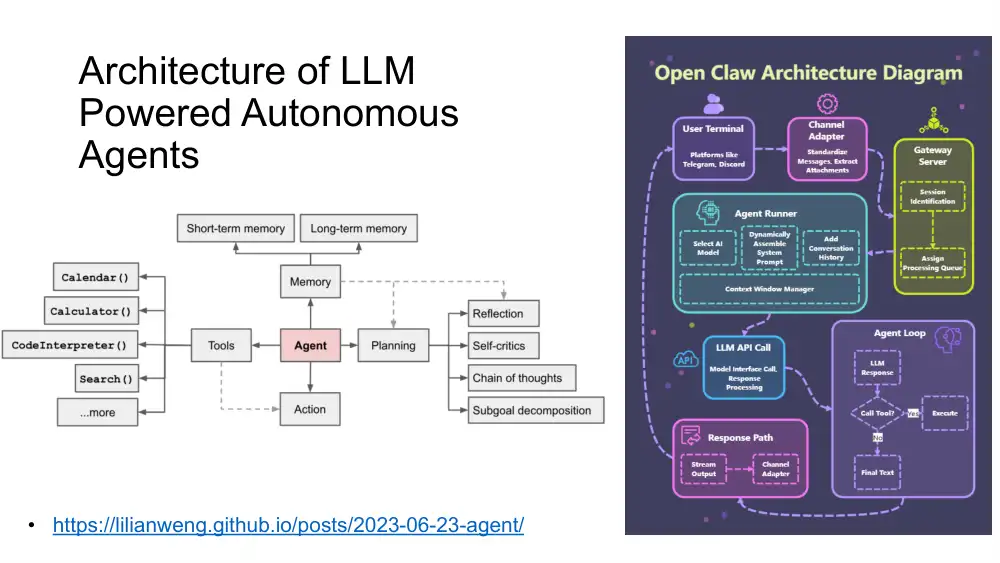 Architecture of LLM
Powered Autonomous
Agents
Short-term memory
Long-term memory
Memory
Calendar()
Calculator()
CodeInterpreter()
Search()
...more
Tools
Agent
Planning
Action
Reflection
Self-critics
Chain of thoughts
Subgoal decomposition
• https://lilianweng.github.io/posts/2023-06-23-agent/
Open Claw Architecture Diagram
User Terminal
Platforms like
Telegram, Discord
Channel
Adapter
Standardize
Messages, Extract
Attachments
Gateway
Server
Session
Identification
Assign
Processing Queue
AI
Agent Runner
Select AI
Model
Dynamically
Assemble
System
Prompt
Add
Conversation
History
Context Window Manager
API
LLM API Call
Model Interface Call,
Response
Processing
Agent Loop
LLM
Response
Call Tool?
Yes
Execute
No
Final Text
Response Path
Stream
Output
Channel
Adapter